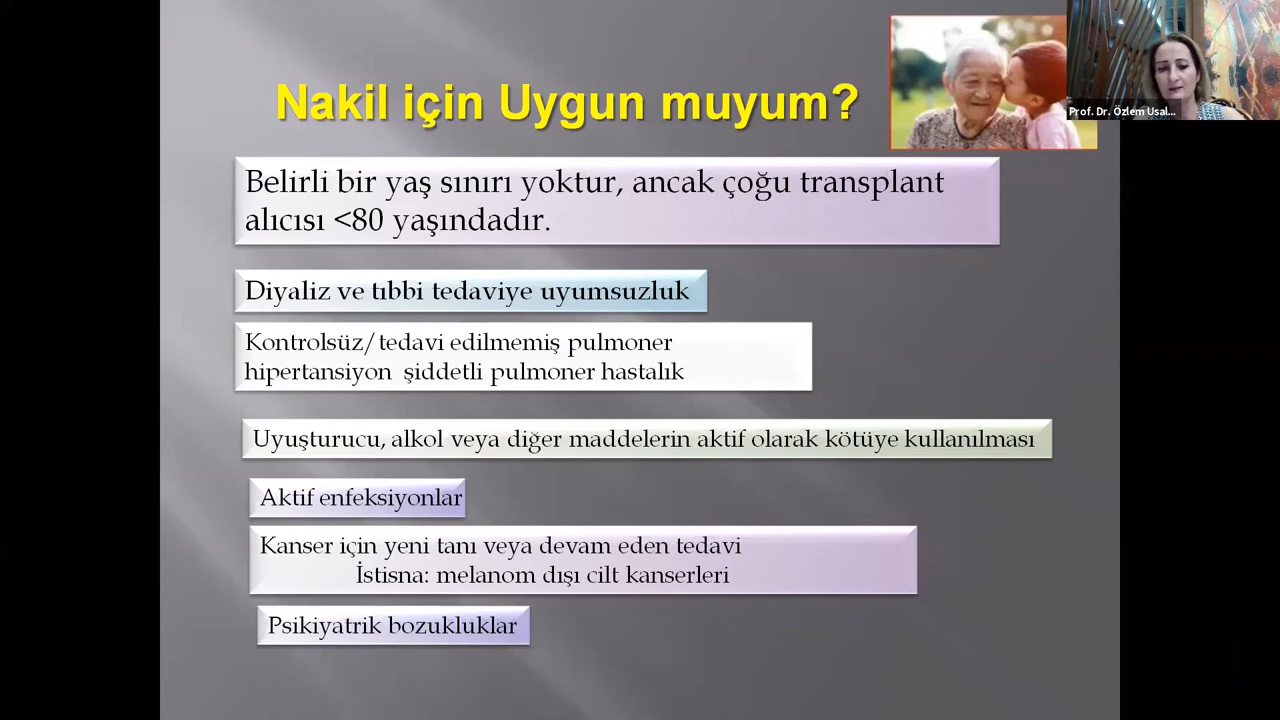 Nakil için Uygun muyum?
Prof. Dr. Özlem Usal...
Belirli bir yaş sınırı yoktur, ancak çoğu transplant
alıcısı <80 yaşındadır.
Diyaliz ve tıbbi tedaviye uyumsuzluk
Kontrolsüz/tedavi edilmemiş pulmoner
hipertansiyon şiddetli pulmoner hastalık
Uyuşturucu, alkol veya diğer maddelerin aktif olarak kötüye kullanılması
Aktif enfeksiyonlar
Kanser için yeni tanı veya devam eden tedavi
İstisna: melanom dışı cilt kanserleri
Psikiyatrik bozukluklar